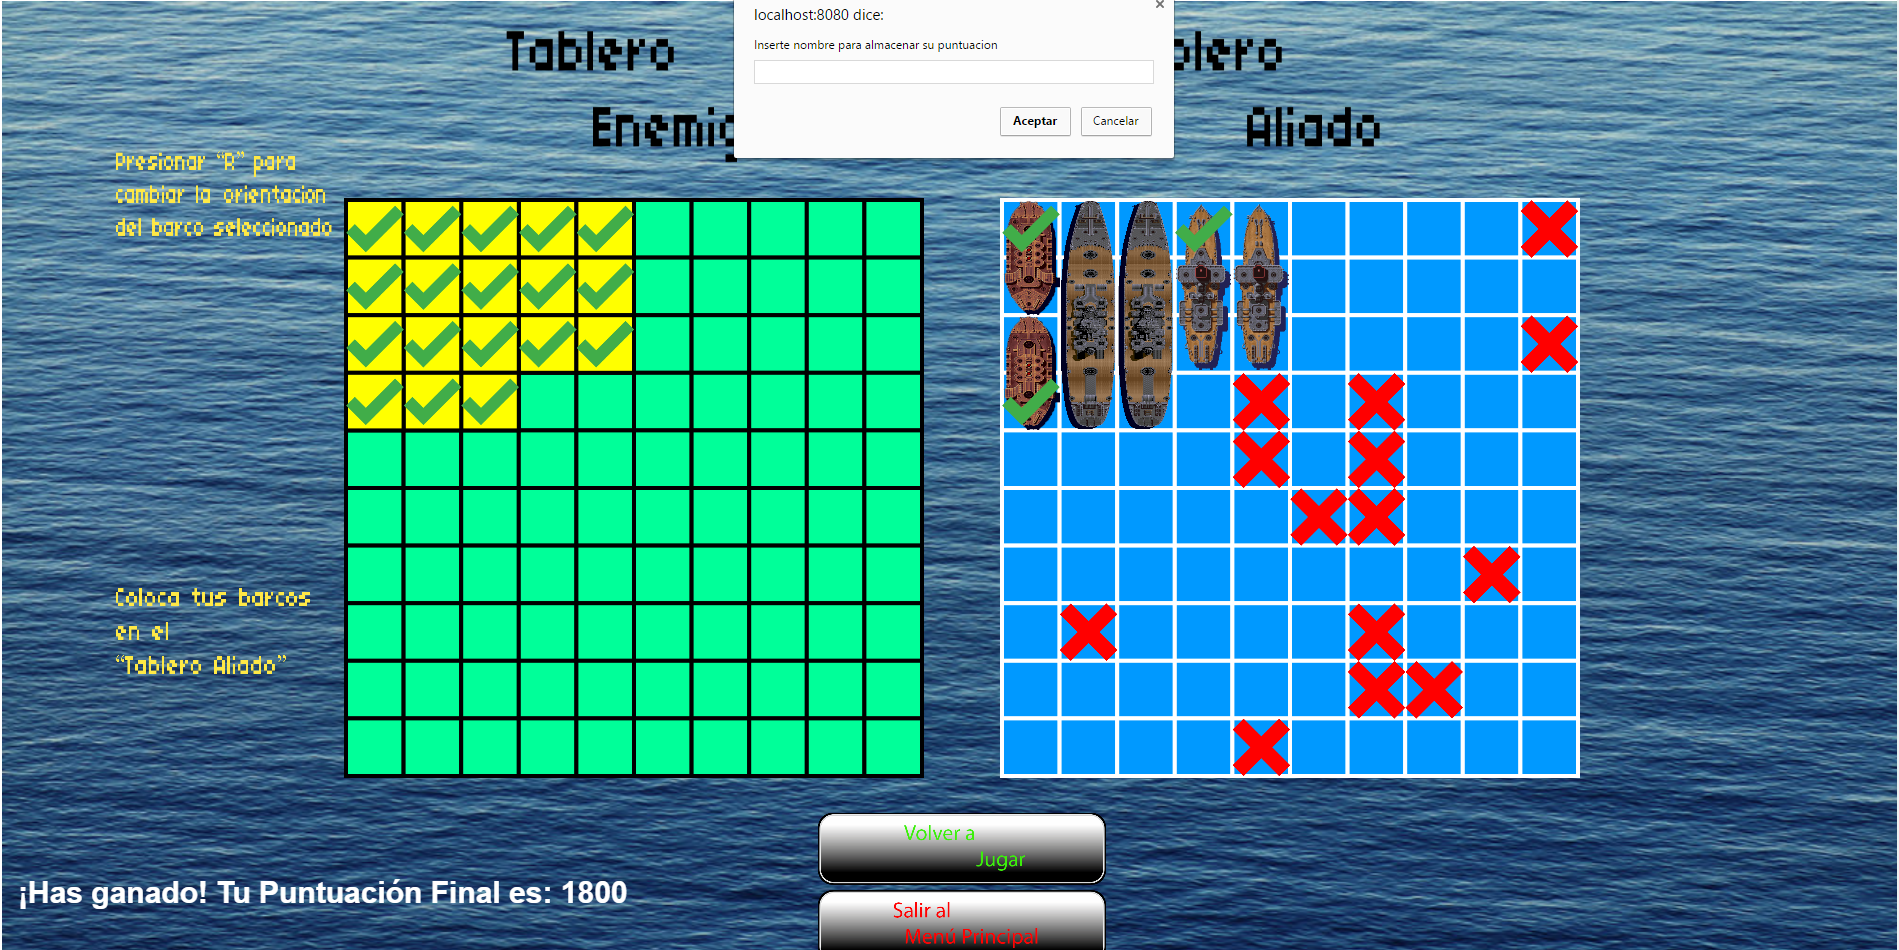 localhost:8080 dice:
Inserte nombre para almacenar su puntuacion
Aceptar Cancelar
Tablero
Enemig
blero
Aliado
Presionar “R” para
cambiar la orientacion
del barco seleccionado
Coloca tus barcos
en el
“Tablero Aliado”
Volver a
Jugar
¡Has ganado! Tu Puntuación Final es: 1800
Salir al
Menú Principal